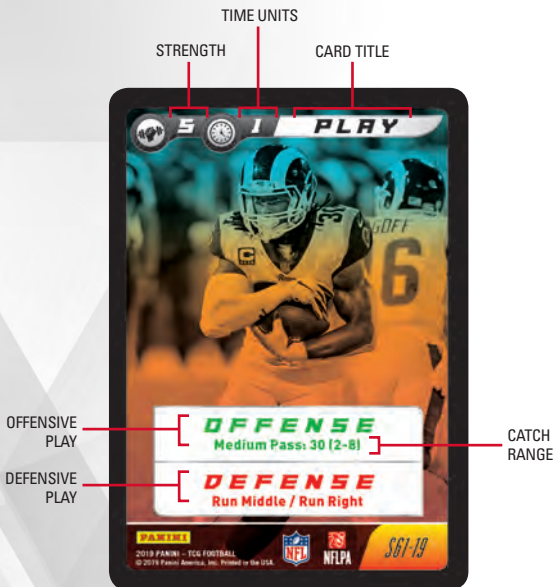 TIME UNITS
STRENGTH
CARD TITLE
5 1 PLAY
30
GOFF
6
C
OFFENSIVE
PLAY
OFFENSE
Medium Pass: 30 (2-8)
CATCH
RANGE
DEFENSIVE
PLAY
DEFENSE
Run Middle / Run Right
PANINI
2019 PANINI – TCG FOOTBALL
© 2019 Panini America, Inc. Printed in the USA.
NFL
NFLPA
S61-19